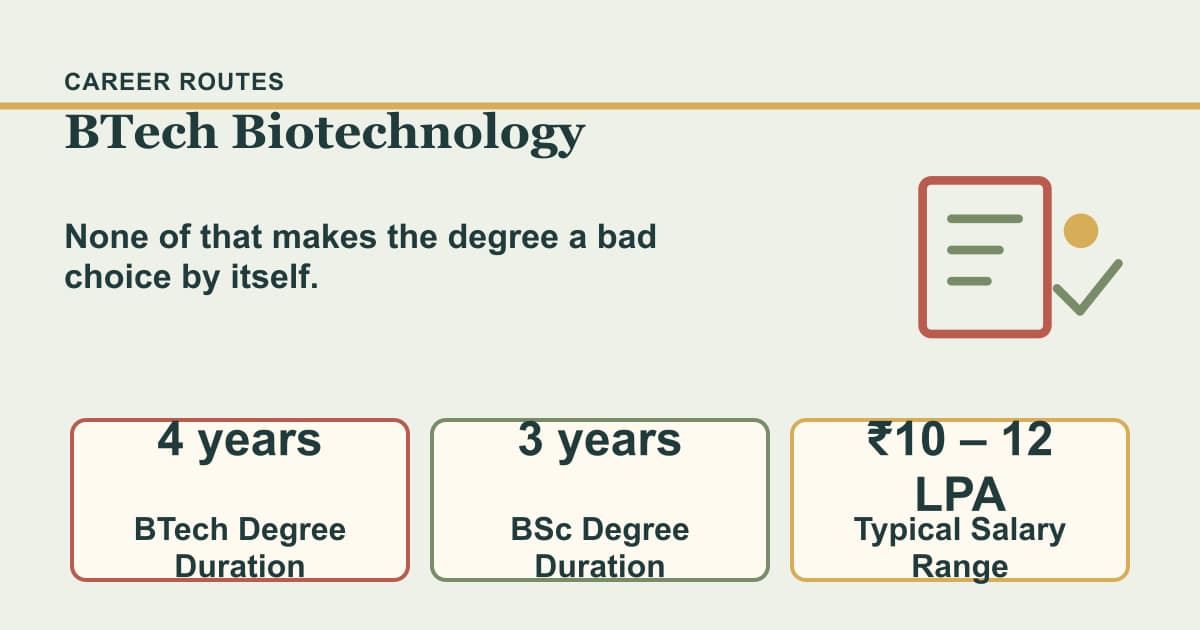 CAREER ROUTES
BTech Biotechnology
None of that makes the degree a bad
choice by itself.
4 years
BTech Degree
Duration
3 years
BSc Degree
Duration
₹10 – 12
LPA
Typical Salary
Range